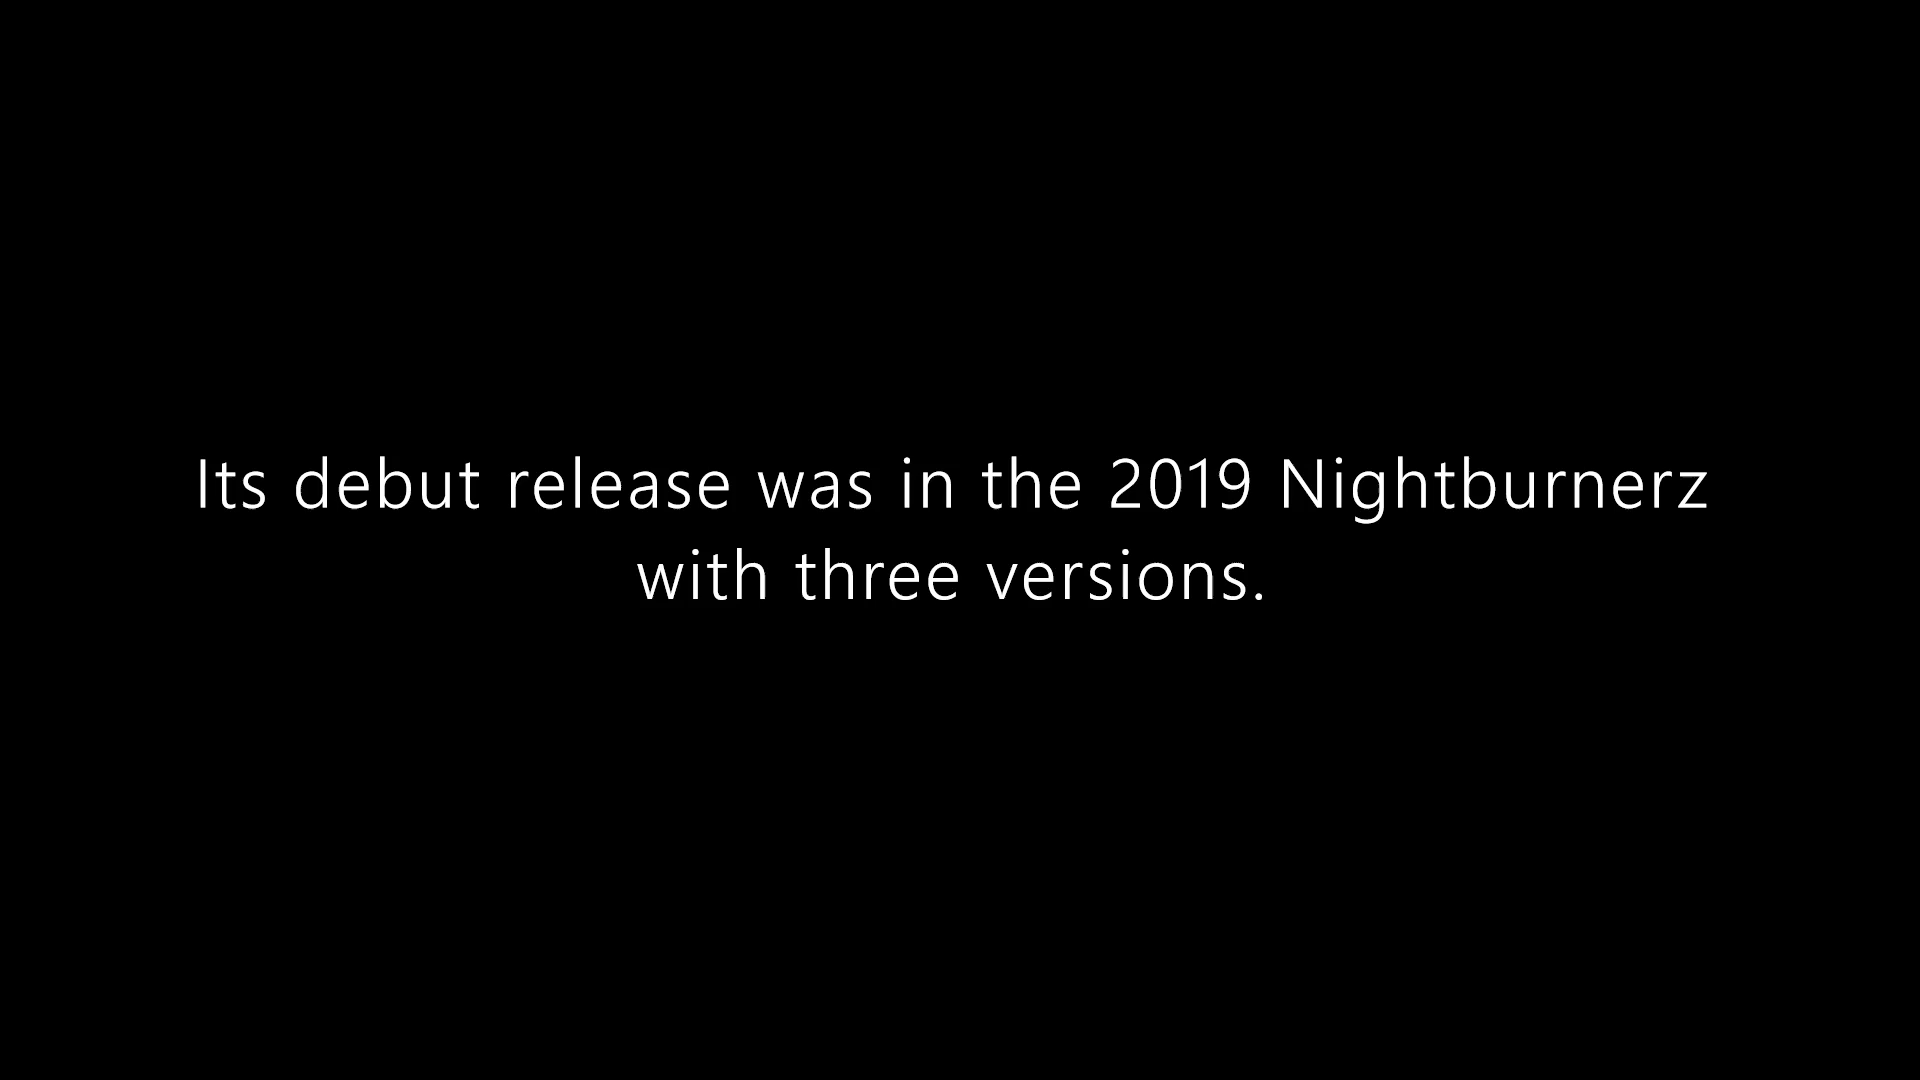 Its debut release was in the 2019 Nightburnerz
with three versions.